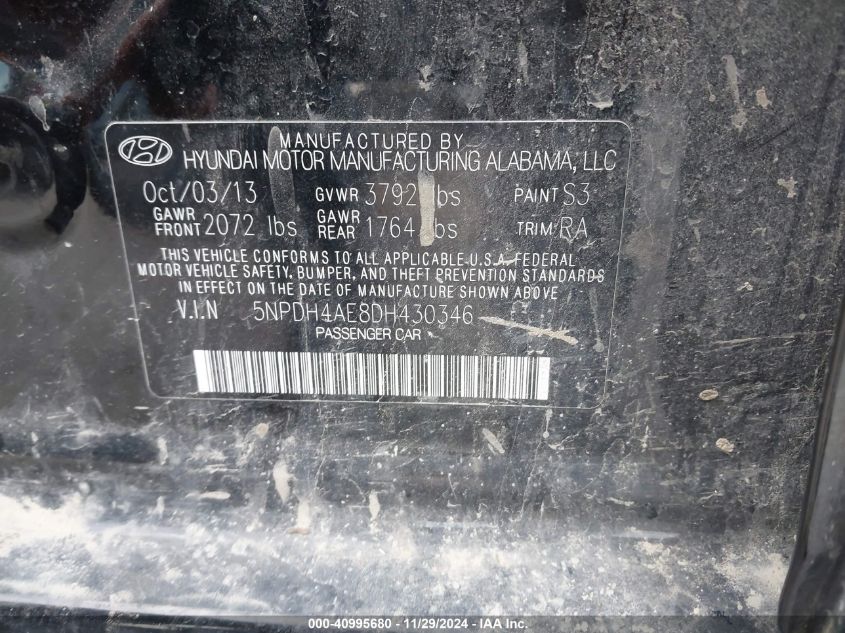 MANUFACTURED BY
HYUNDAI MOTOR MANUFACTURING ALABAMA, LLC
Oct/03/13 GVWR 3792 lbs PAINT S3
GAWR FRONT 2072 lbs GAWR REAR 1764 lbs TRIM RA
THIS VEHICLE CONFORMS TO ALL APPLICABLE U.S.A. FEDERAL
MOTOR VEHICLE SAFETY, BUMPER, AND THEFT PREVENTION STANDARDS
IN EFFECT ON THE DATE OF MANUFACTURE SHOWN ABOVE
V.I.N 5NPDH4AE8DH430346
PASSENGER CAR
000-40995680 - 11/29/2024 - IAA Inc.